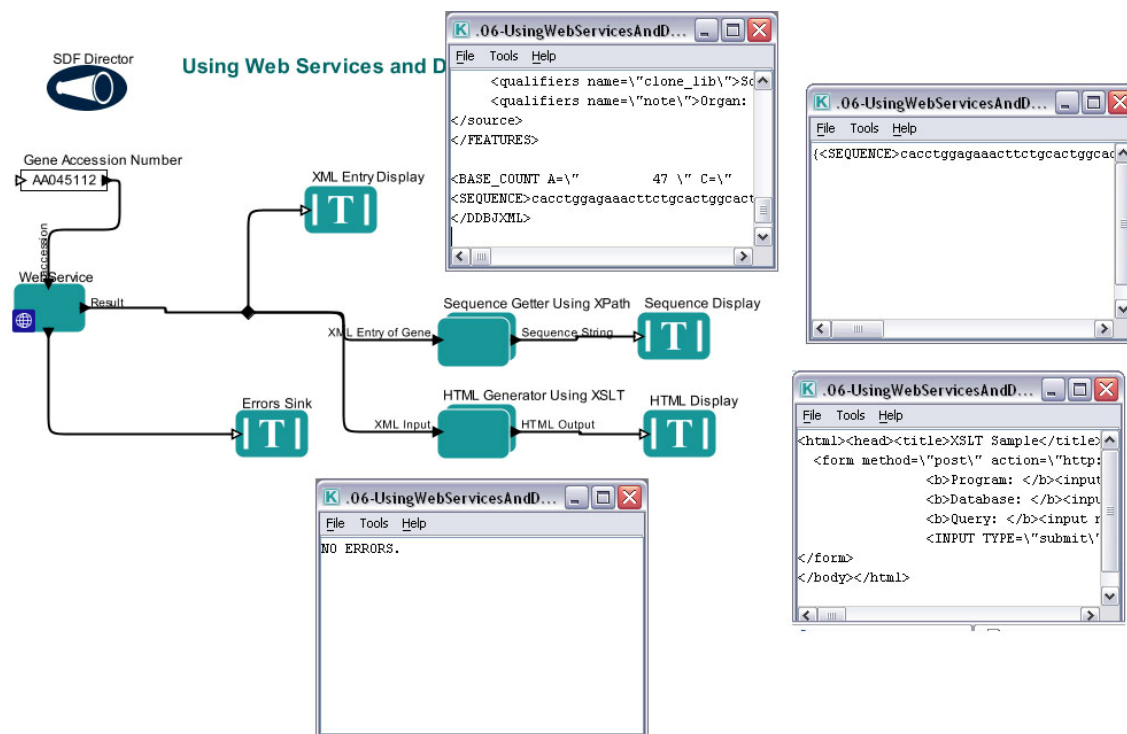 SDF Director
Using Web Services and D
Gene Accession Number
AA045112
accession
WebService
Result
XML Entry Display
T
Errors Sink
T
XML Entry of Gene
Sequence Getter Using XPath
Sequence String
Sequence Display
T
XML Input
HTML Generator Using XSLT
HTML Output
HTML Display
T
K .06-UsingWebServicesAndD...
File Tools Help
<qualifiers name=\"clone_lib\">So
<qualifiers name=\"note\">Organ:
</source>
</FEATURES>
<BASE_COUNT A=\" 47 \" C=\"
<SEQUENCE>cacctggagaaacttctgcactggcact
</DDBJXML>
K .06-UsingWebServicesAndD...
File Tools Help
{<SEQUENCE>cacctggagaaacttctgcactggcac
K .06-UsingWebServicesAndD...
File Tools Help
<html><head><title>XSLT Sample</title>
<form method=\"post\" action=\"http:
<b>Program: </b><input
<b>Database: </b><inpu
<b>Query: </b><input n
<INPUT TYPE=\"submit\"
</form>
</body></html>
K .06-UsingWebServicesAndD...
File Tools Help
NO ERRORS.